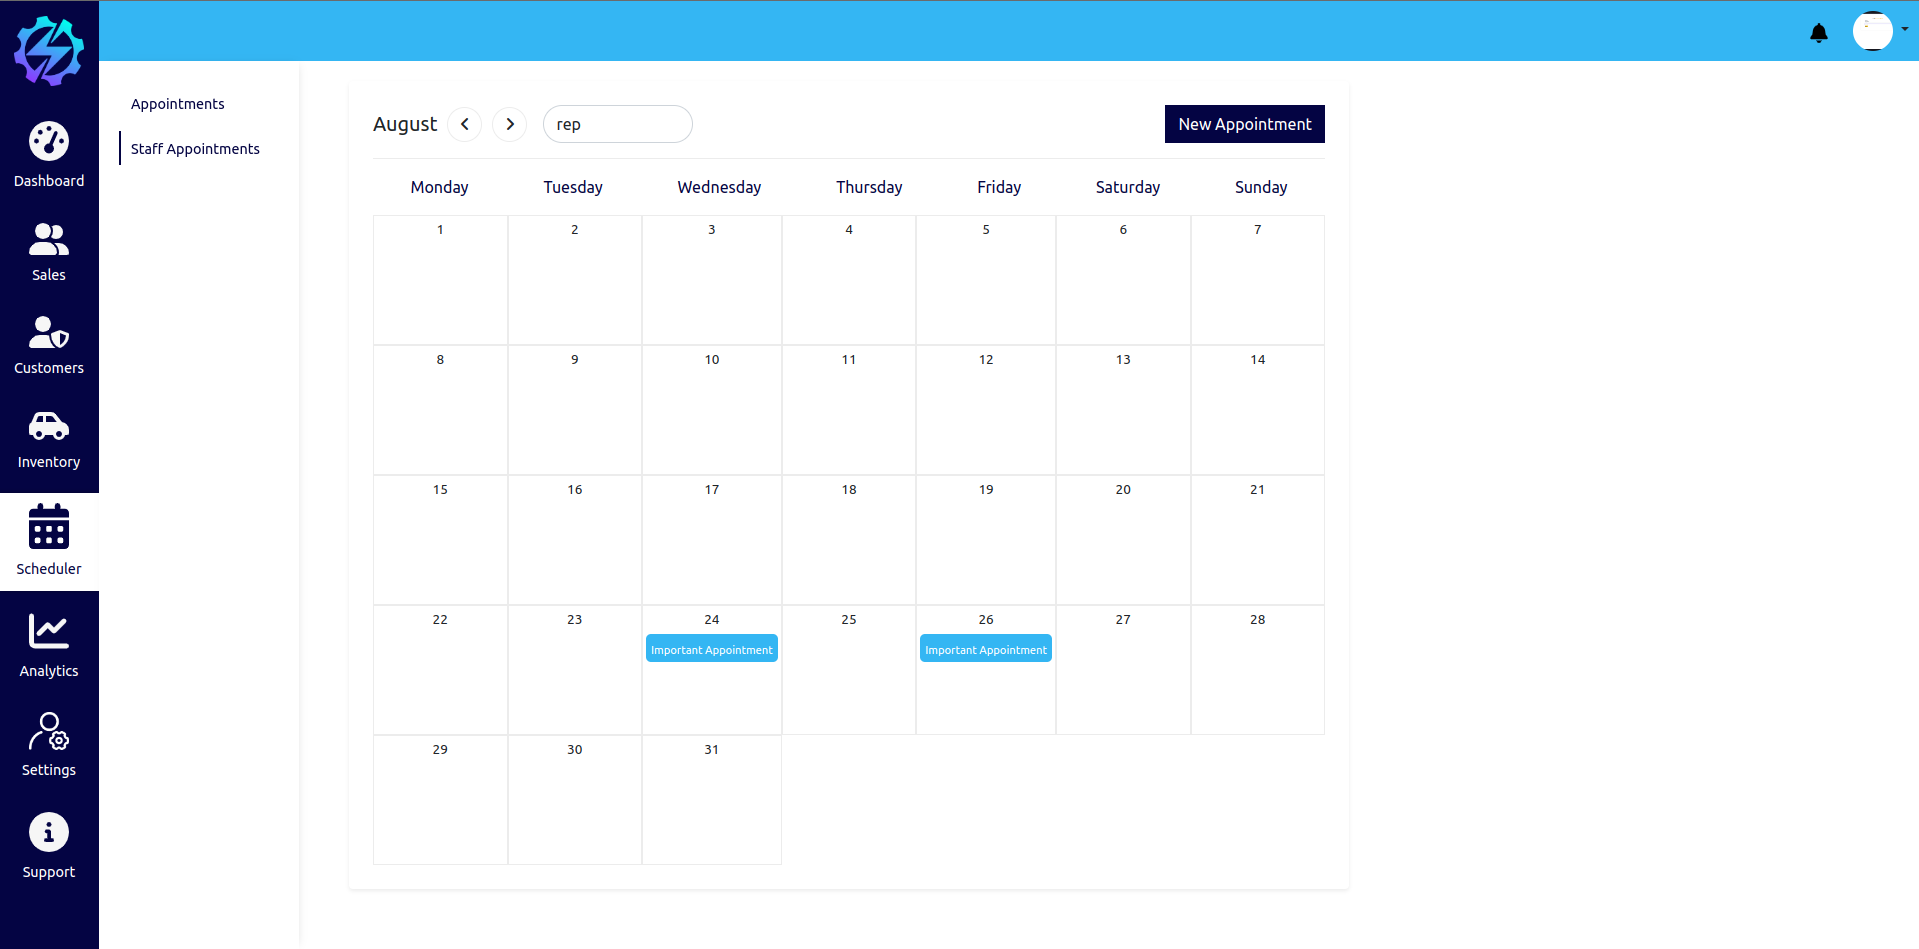 Dashboard
Sales
Customers
Inventory
Scheduler
Analytics
Settings
Support
Appointments
Staff Appointments
August rep New Appointment
Monday Tuesday Wednesday Thursday Friday Saturday Sunday
1 2 3 4 5 6 7
8 9 10 11 12 13 14
15 16 17 18 19 20 21
22 23 24 25 26 27 28
Important Appointment Important Appointment
29 30 31